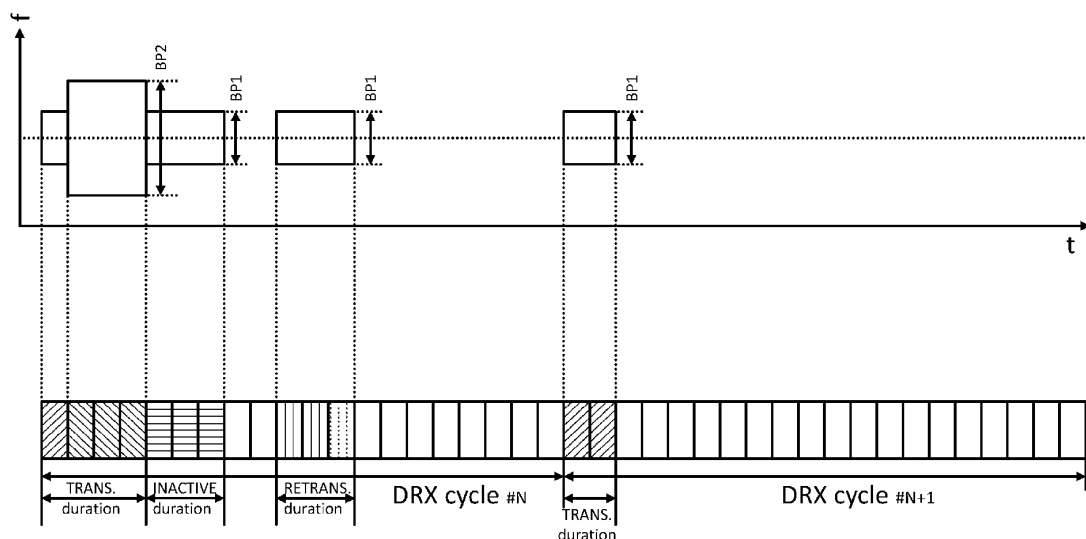 f
BP2
BP1
BP1
BP1
t
TRANS.
duration
INACTIVE
duration
RETRANS.
duration
DRX cycle #N
TRANS.
duration
DRX cycle #N+1